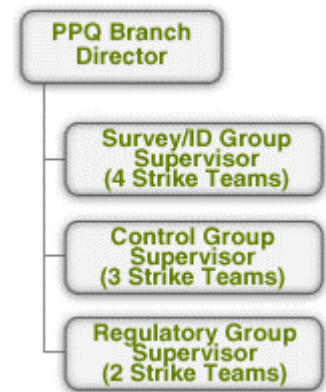 PPQ Branch
Director
Survey/ID Group
Supervisor
(4 Strike Teams)
Control Group
Supervisor
(3 Strike Teams)
Regulatory Group
Supervisor
(2 Strike Teams)